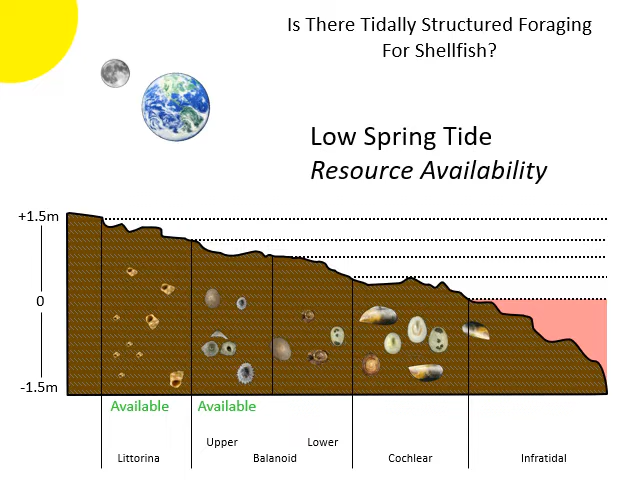 Is There Tidally Structured Foraging
For Shellfish?
Low Spring Tide
Resource Availability
+1.5m
0
-1.5m
Available Available
Upper Lower
Littorina Balanoid Cochlear Infratidal